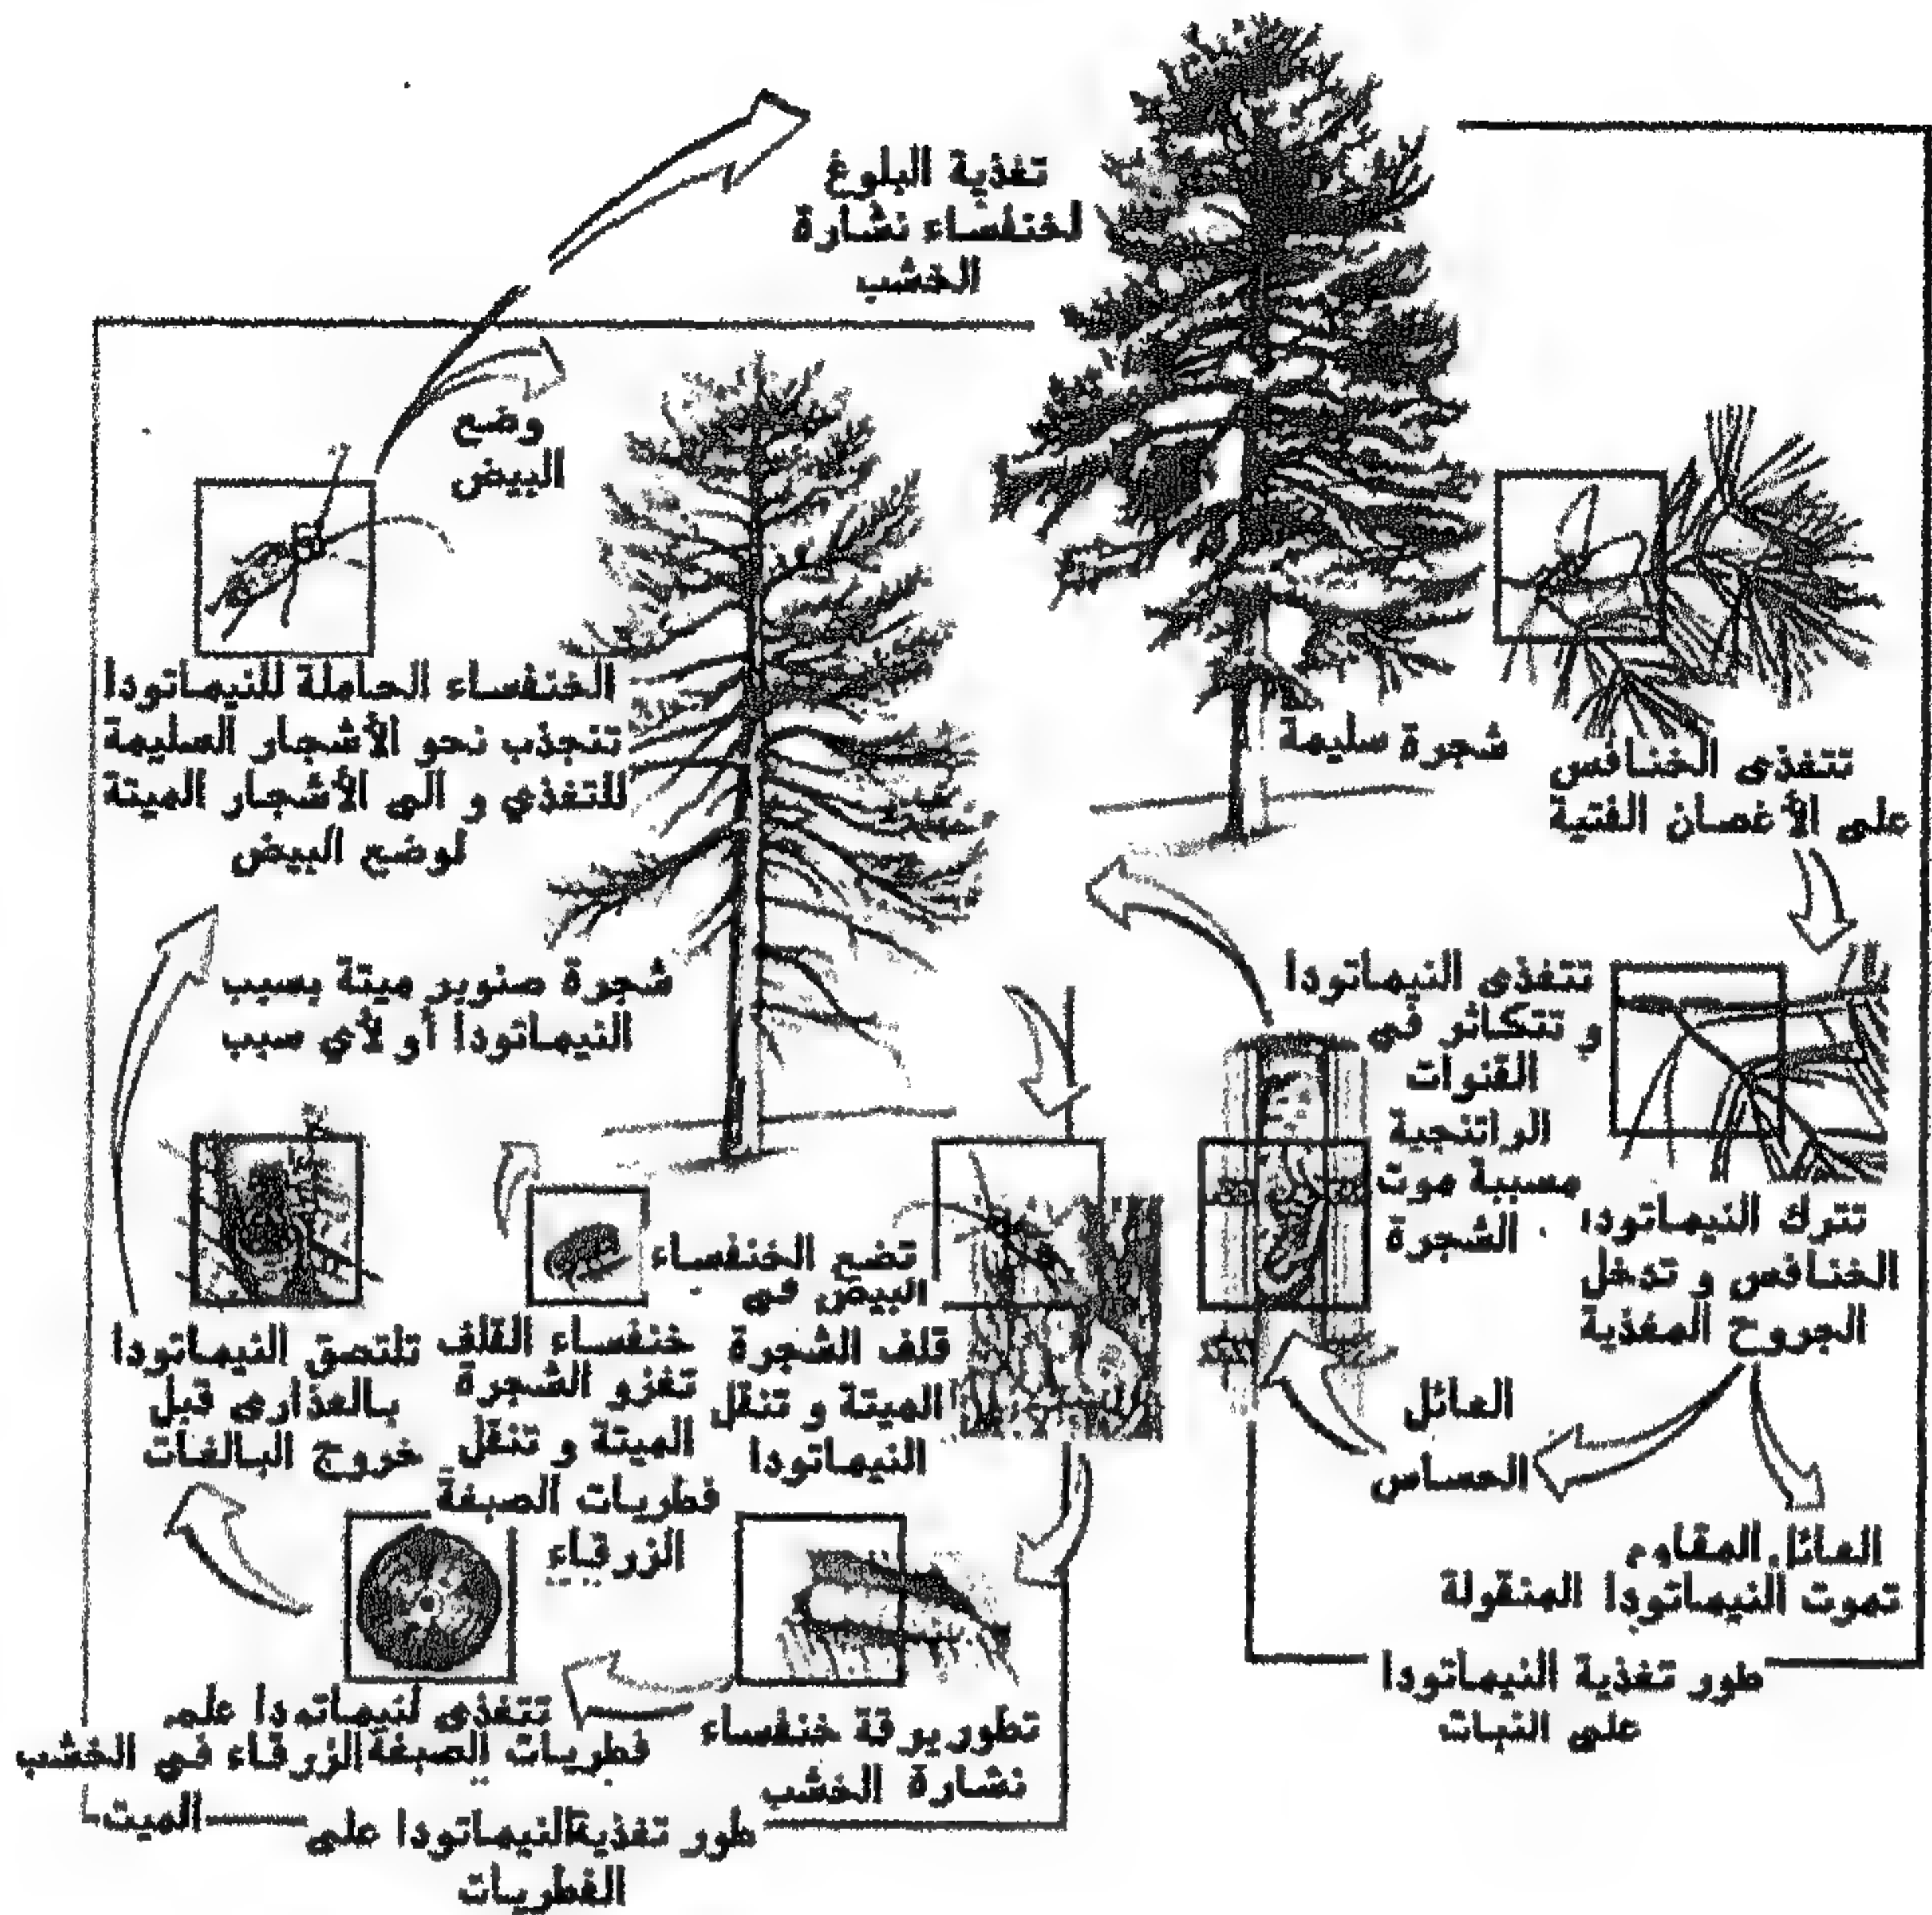 تغذية البلوغ
لخنفساء نشارة
الخشب
وضع
البيض
الخنفساء الحاملة للنيماتودا
تنجذب نحو الأشجار السليمة
للتغذي و الى الأشجار الميتة
لوضع البيض
شجرة سليمة
تتغذى الخنافس
على الأغصان الفتية
تتغذى النيماتودا
و تتكاثر في
القنوات
الراتنجية
مسببة موت
الشجرة
تترك النيماتودا
الخنافس و تدخل
الجروح المغذية
العائل
الحساس
العائل المقاوم
تموت النيماتودا المنقولة
طور تغذية النيماتودا
على النبات
شجرة صنوبر ميتة بسبب
النيماتودا أو لأي سبب
تضع الخنفساء
البيض في
قلف الشجرة
الميتة و تنقل
النيماتودا
خنفساء القلف
تغزو الشجرة
الميتة و تنقل
فطريات الصبغة
الزرقاء
تلتصق النيماتودا
بالعذارى قبل
خروج البالغات
تطور يرقة خنفساء
نشارة الخشب
تتغذى لنيماتودا على
فطريات الصبغة الزرقاء في الخشب
الميت
طور تغذية النيماتودا على
الفطريات